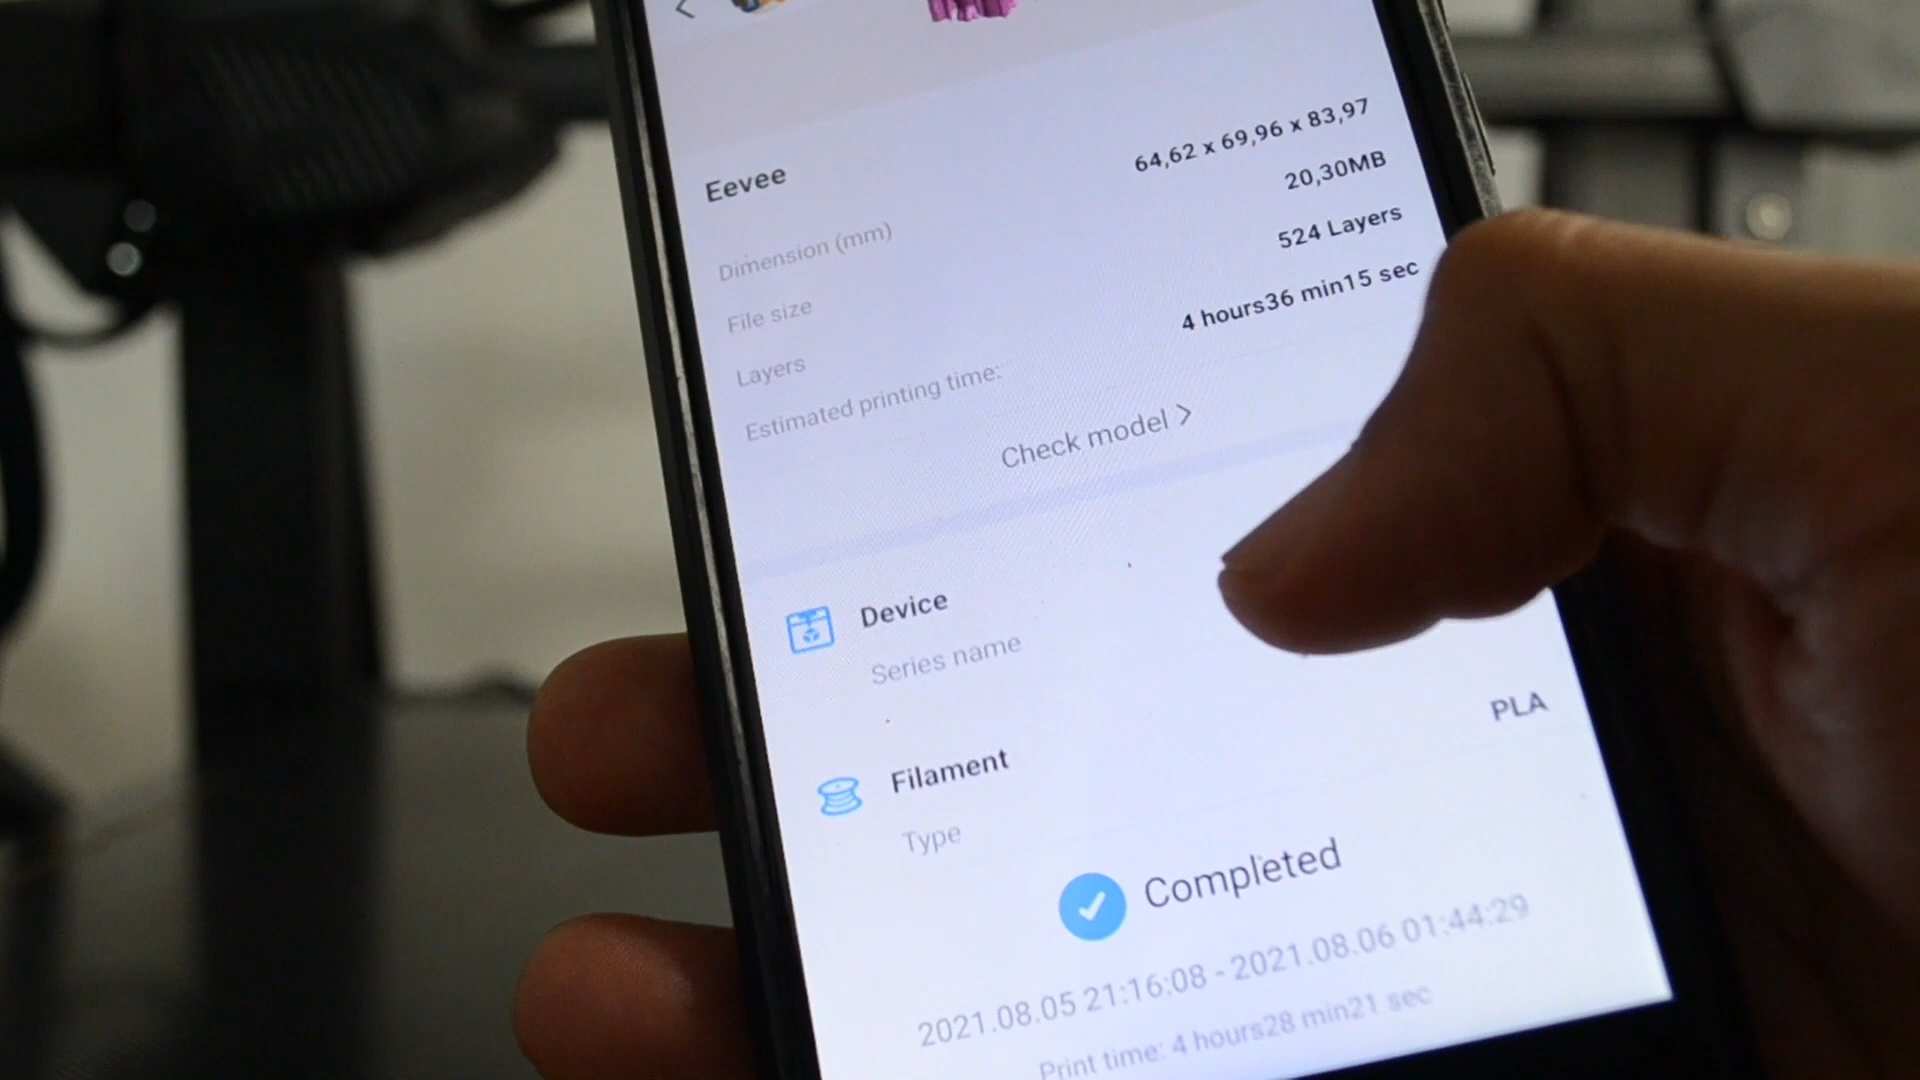 Eevee
Dimension (mm) 64,62 x 69,96 x 83,97
File size 20,30MB
Layers 524 Layers
Estimated printing time: 4 hours36 min15 sec
Check model >
Device
Series name
Filament
Type PLA
Completed
2021.08.05 21:16:08 - 2021.08.06 01:44:29
Print time: 4 hours28 min21 sec